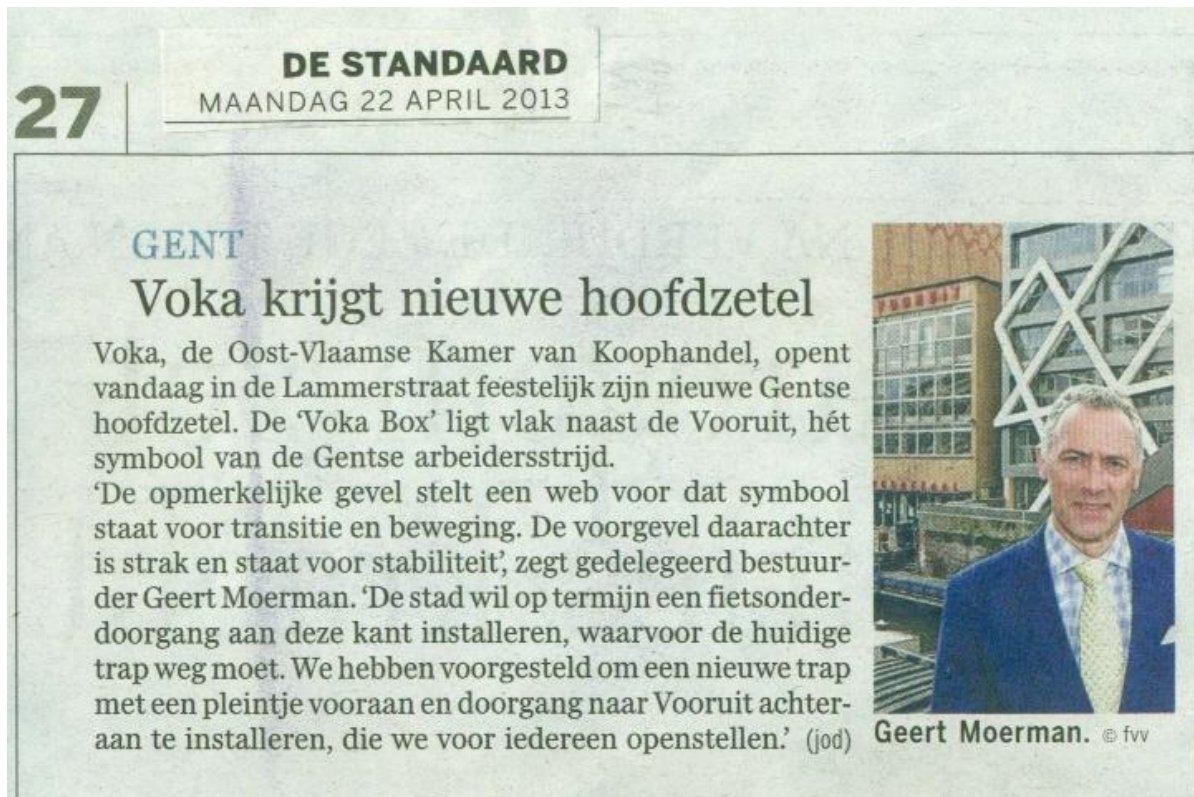 DE STANDAARD
MAANDAG 22 APRIL 2013
27
GENT
Voka krijgt nieuwe hoofdzetel
Voka, de Oost-Vlaamse Kamer van Koophandel, opent
vandaag in de Lammerstraat feestelijk zijn nieuwe Gentse
hoofdzetel. De ‘Voka Box’ ligt vlak naast de Vooruit, hét
symbool van de Gentse arbeidersstrijd.
‘De opmerkelijke gevel stelt een web voor dat symbool
staat voor transitie en beweging. De voorgevel daarachter
is strak en staat voor stabiliteit’, zegt gedelegeerd bestuur-
der Geert Moerman. ‘De stad wil op termijn een fietsonder-
doorgang aan deze kant installeren, waarvoor de huidige
trap weg moet. We hebben voorgesteld om een nieuwe trap
met een pleintje vooraan en doorgang naar Vooruit achter-
aan te installeren, die we voor iedereen openstellen.’ (jod)
VOORUIT
Geert Moerman. © fvv